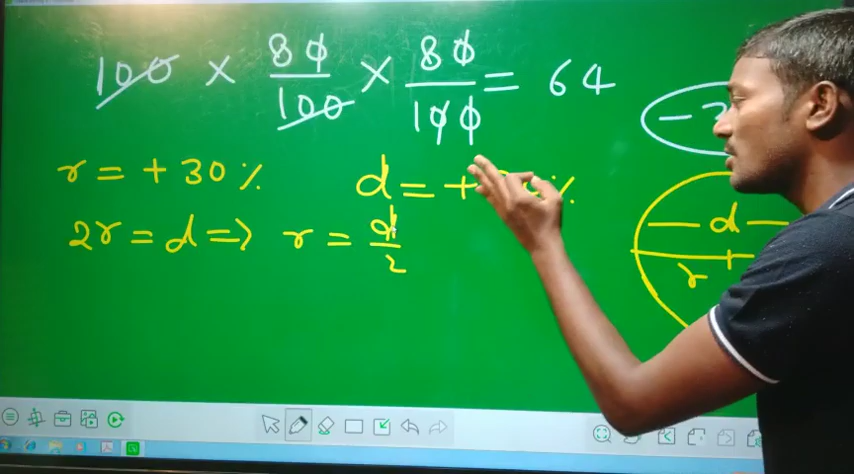 100 × 80/100 × 80/100 = 64
r = + 30 %
d = + %
2r = d => r = d/2
d
r